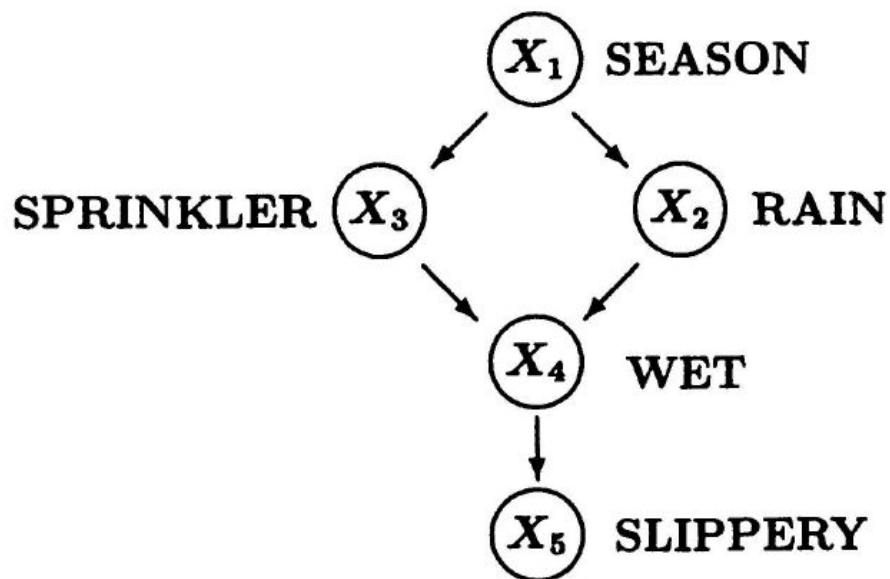 X₁ SEASON
SPRINKLER X₃ X₂ RAIN
X₄ WET
X₅ SLIPPERY